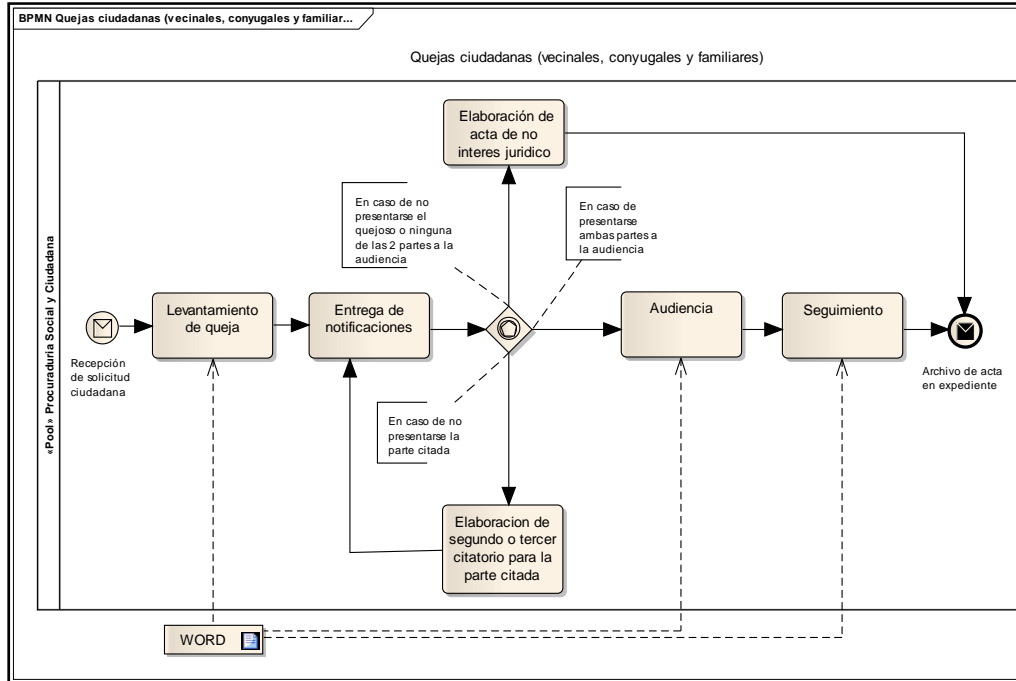 BPMN Quejas ciudadanas (vecinales, conyugales y familiar...
Quejas ciudadanas (vecinales, conyugales y familiares)
«Pool» Procuraduria Social y Ciudadana
Elaboración de
acta de no
interes juridico
En caso de no
presentarse el
quejoso o ninguna
de las 2 partes a la
audiencia
En caso de
presentarse
ambas partes a
la audiencia
Recepción
de solicitud
ciudadana
Levantamiento
de queja
Entrega de
notificaciones
Audiencia
Seguimiento
Archivo de acta
en expediente
En caso de no
presentarse la
parte citada
Elaboracion de
segundo o tercer
citatorio para la
parte citada
WORD